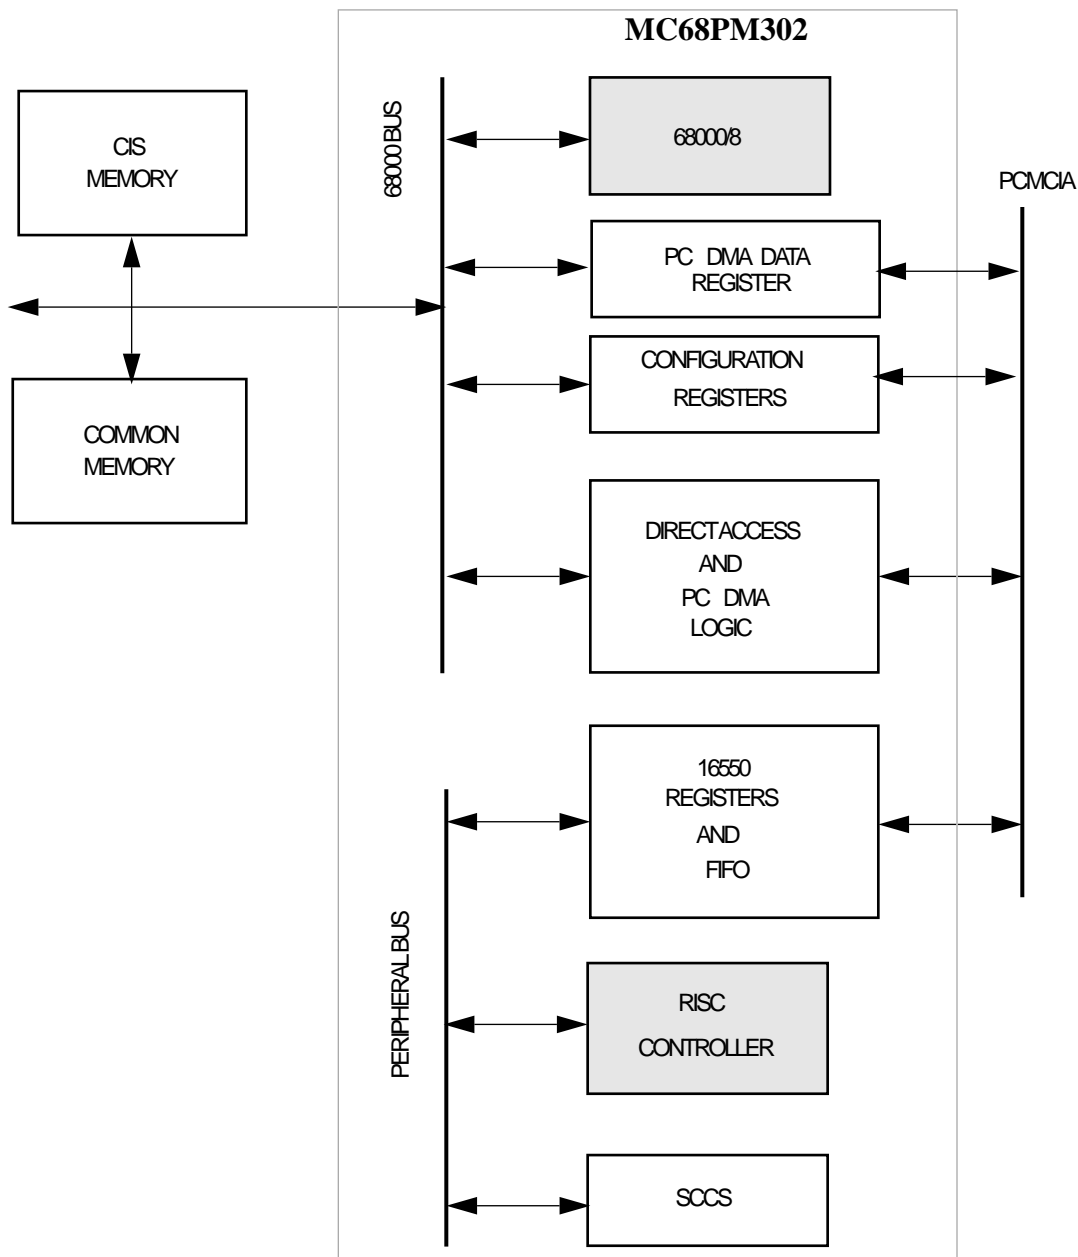 MC68PM302
CIS
MEMORY
68000 BUS
68000/8
PCMCIA
PC DMA DATA
REGISTER
CONFIGURATION
REGISTERS
COMMON
MEMORY
DIRECT ACCESS
AND
PC DMA
LOGIC
16550
REGISTERS
AND
FIFO
PERIPHERAL BUS
RISC
CONTROLLER
SCCS